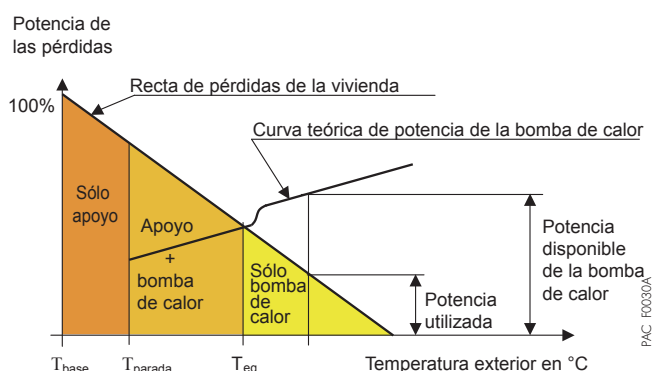 Potencia de
las pérdidas
100%
Recta de pérdidas de la vivienda
Curva teórica de potencia de la bomba de calor
Sólo
apoyo
Apoyo
+
bomba
de calor
Sólo
bomba
de
calor
Potencia
utilizada
Potencia
disponible
de la bomba
de calor
PAC F0030A
Tbase
Tparada
Teq
Temperatura exterior en °C